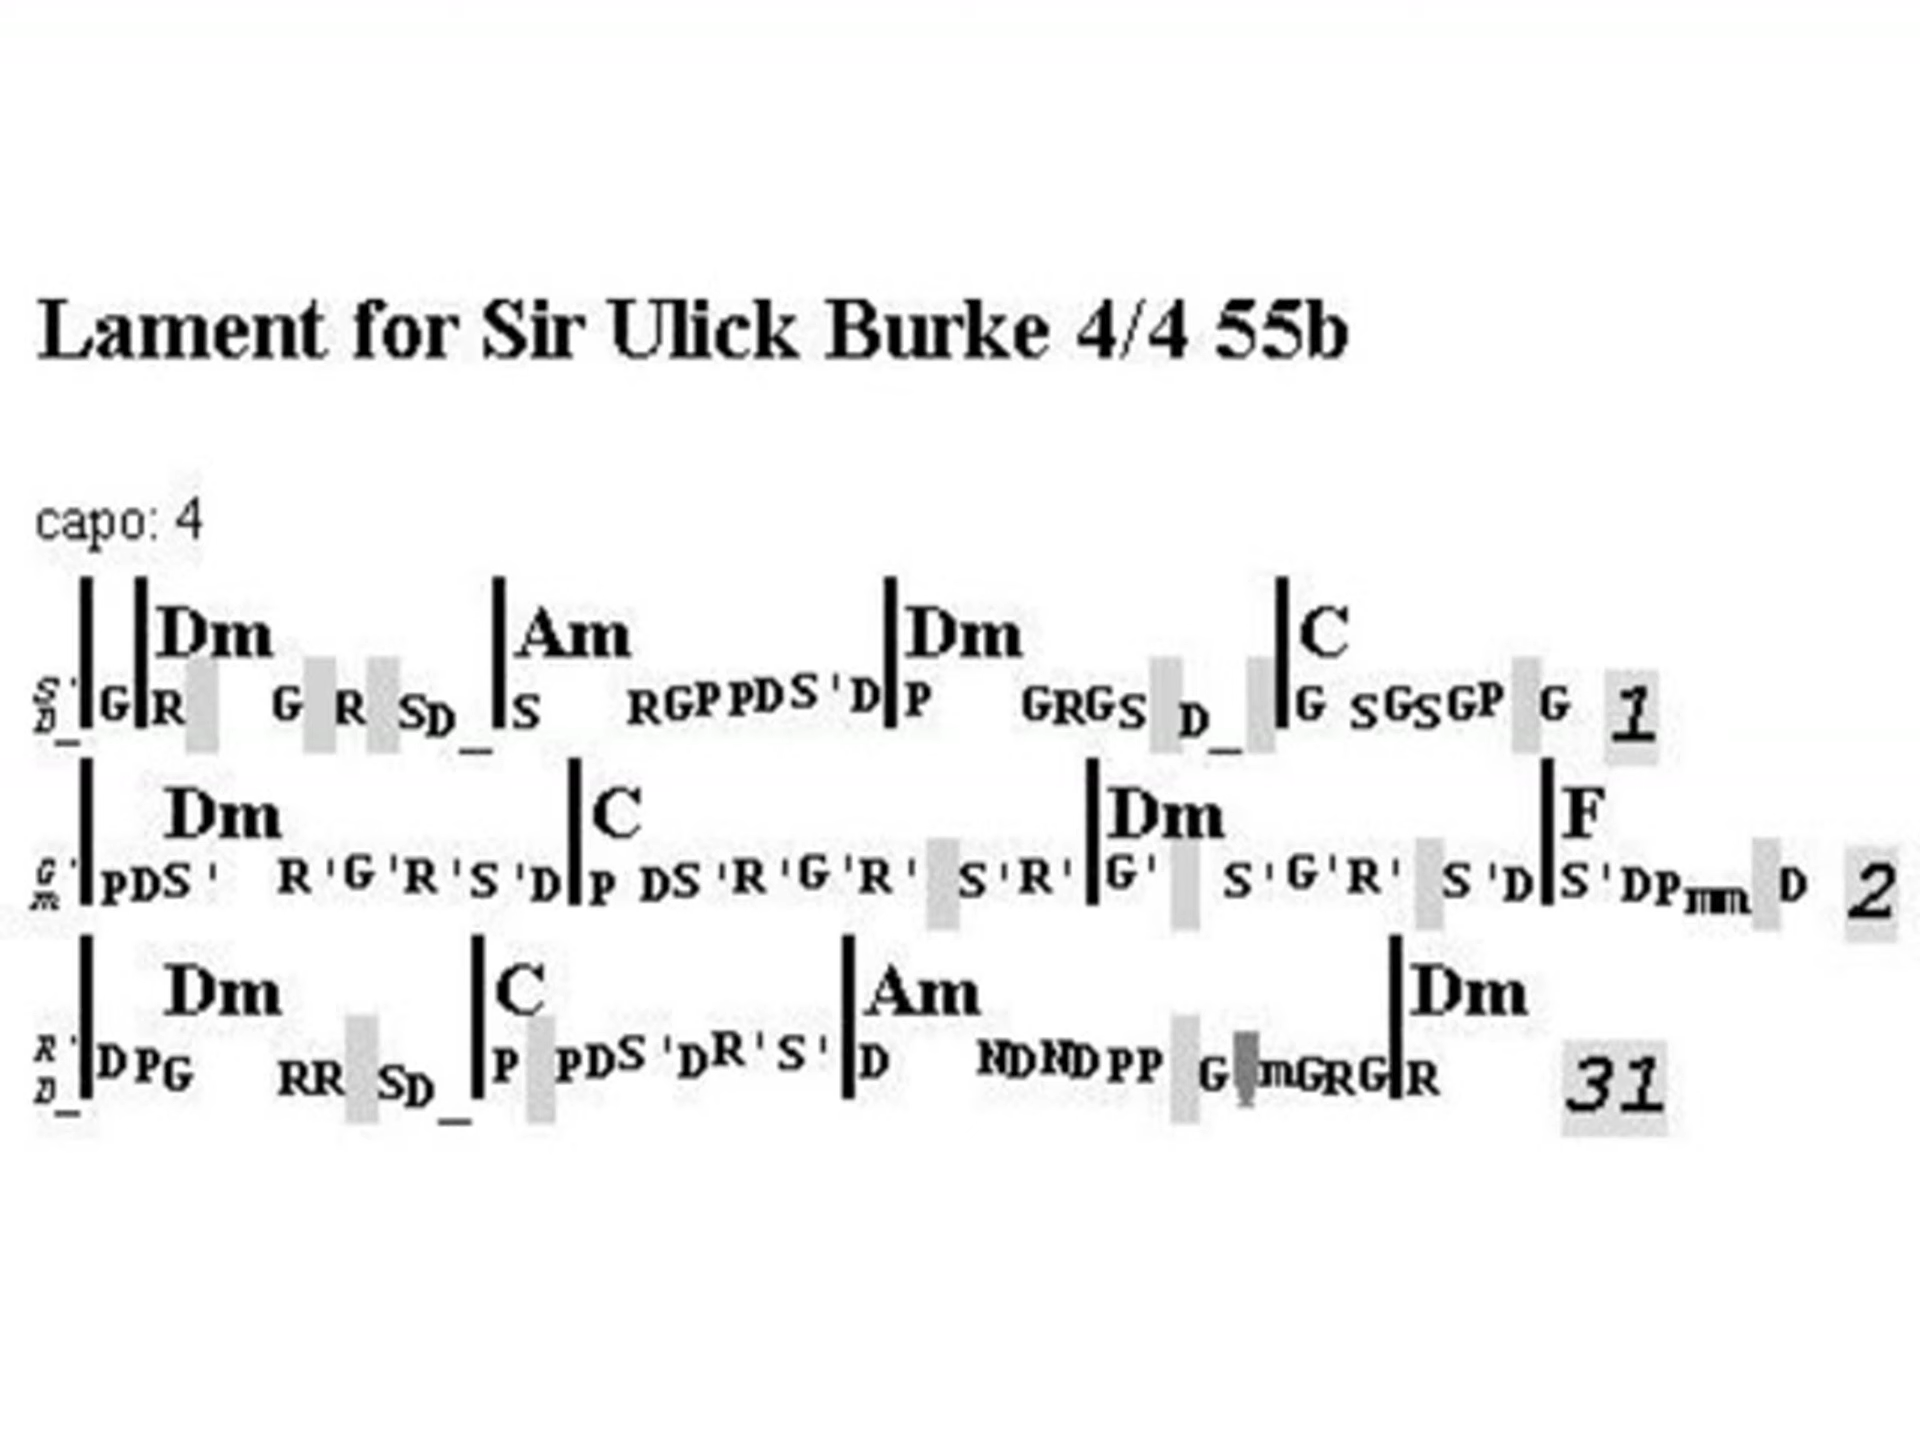 Lament for Sir Ulick Burke 4/4 55b
capo: 4
Dm Am Dm C
S' D_ G R G R SD_ S RGPPDS'D P GRGS D_ G SGSGP G 1
Dm C Dm F
G' m PDS' R'G'R'S'D P DS'R'G'R' S'R' G' S'G'R' S'D S'DPmm D 2
Dm C Am Dm
R' D_ DPG RR SD_ P PDS'DR'S' D NDNDPP G mGRG R 31